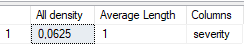 All density Average Length Columns
1 0,0625 1 severity